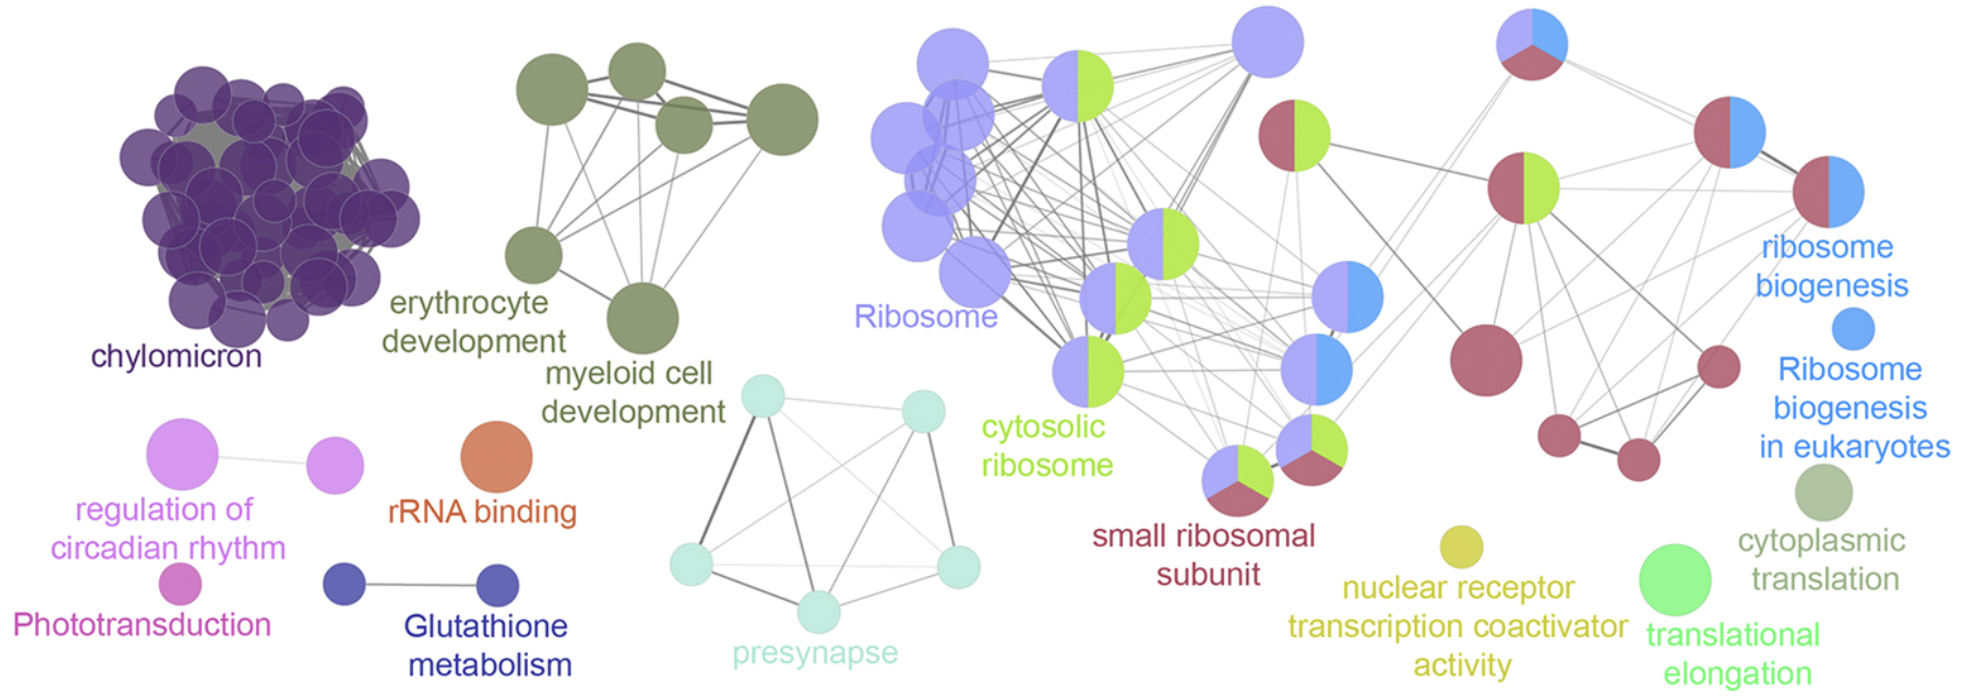 chylomicron
erythrocyte
development
myeloid cell
development
Ribosome
cytosolic
ribosome
small ribosomal
subunit
ribosome
biogenesis
Ribosome
biogenesis
in eukaryotes
cytoplasmic
translation
regulation of
circadian rhythm
rRNA binding
Phototransduction
Glutathione
metabolism
presynapse
nuclear receptor
transcription coactivator
activity
translational
elongation